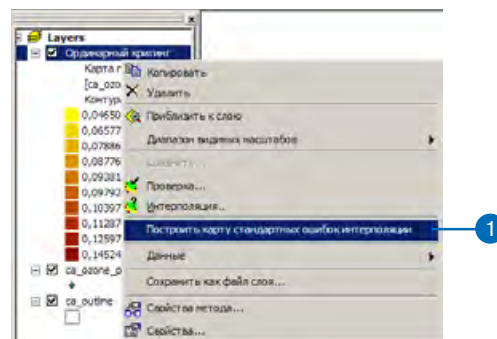 Layers
Ординарный кригинг
Карта п
[ca_ozo
Контур
0,04650
0,06577
0,07886
0,08776
0,09381
0,09792
0,10397
0,11287
0,12597
0,14524
ca_ozone_p
ca_outline
Копировать
Удалить
Приблизить к слою
Диапазон видимых масштабов
Сравнить...
Проверка...
Интерполяция...
Построить карту стандартных ошибок интерполяции
Данные
Сохранить как файл слоя...
Свойства метода...
Свойства...
1